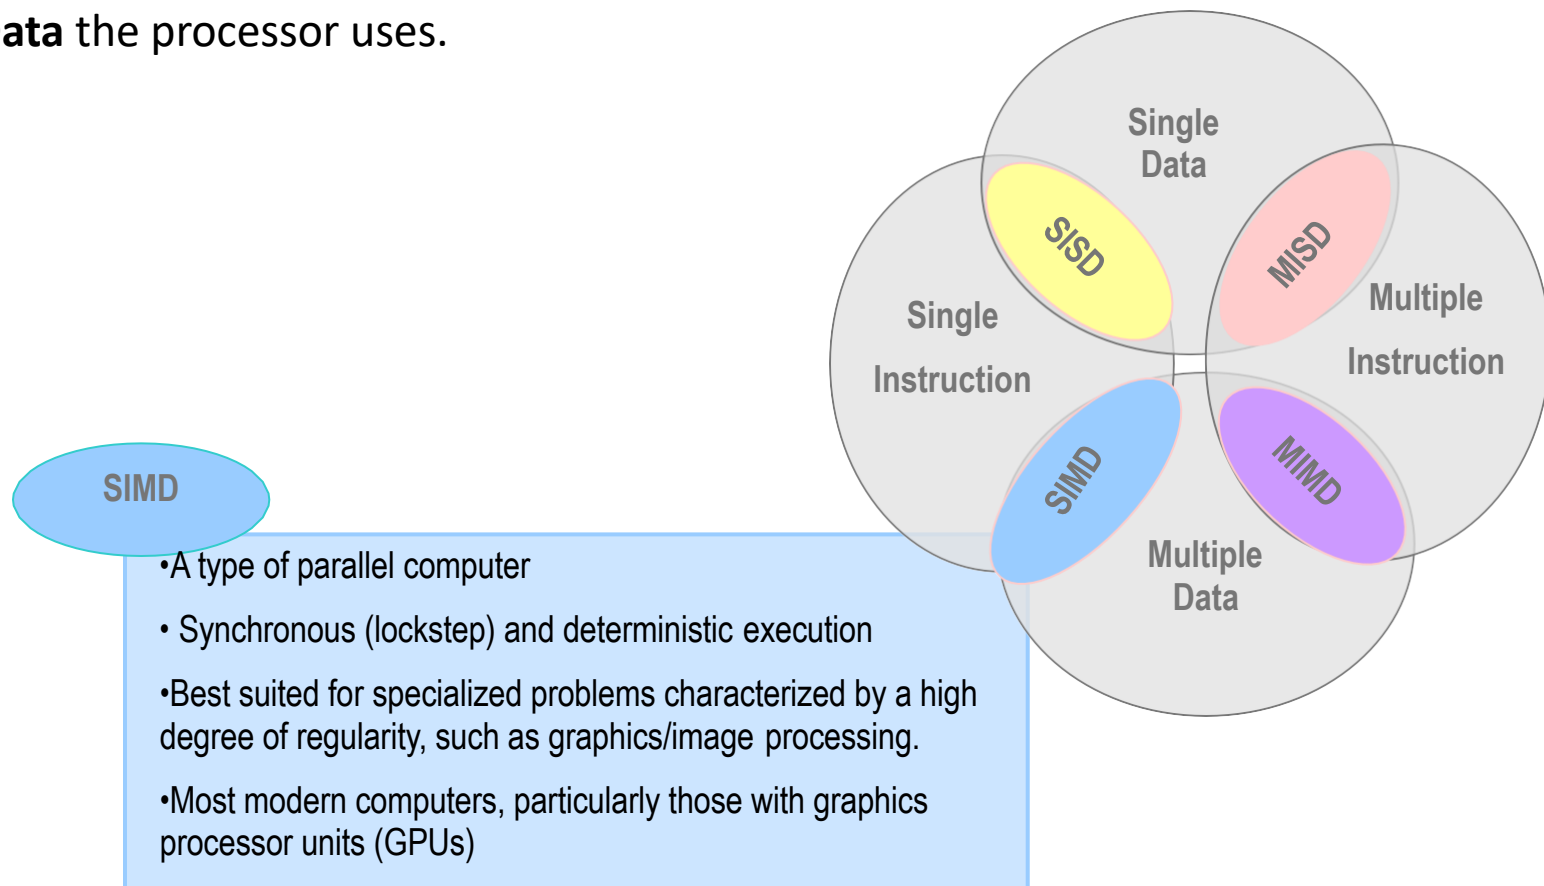 ata the processor uses.
Single
Data
SISD
MISD
Single
Instruction
Multiple
Instruction
SIMD
MIMD
Multiple
Data
SIMD
•A type of parallel computer
• Synchronous (lockstep) and deterministic execution
•Best suited for specialized problems characterized by a high
degree of regularity, such as graphics/image processing.
•Most modern computers, particularly those with graphics
processor units (GPUs)